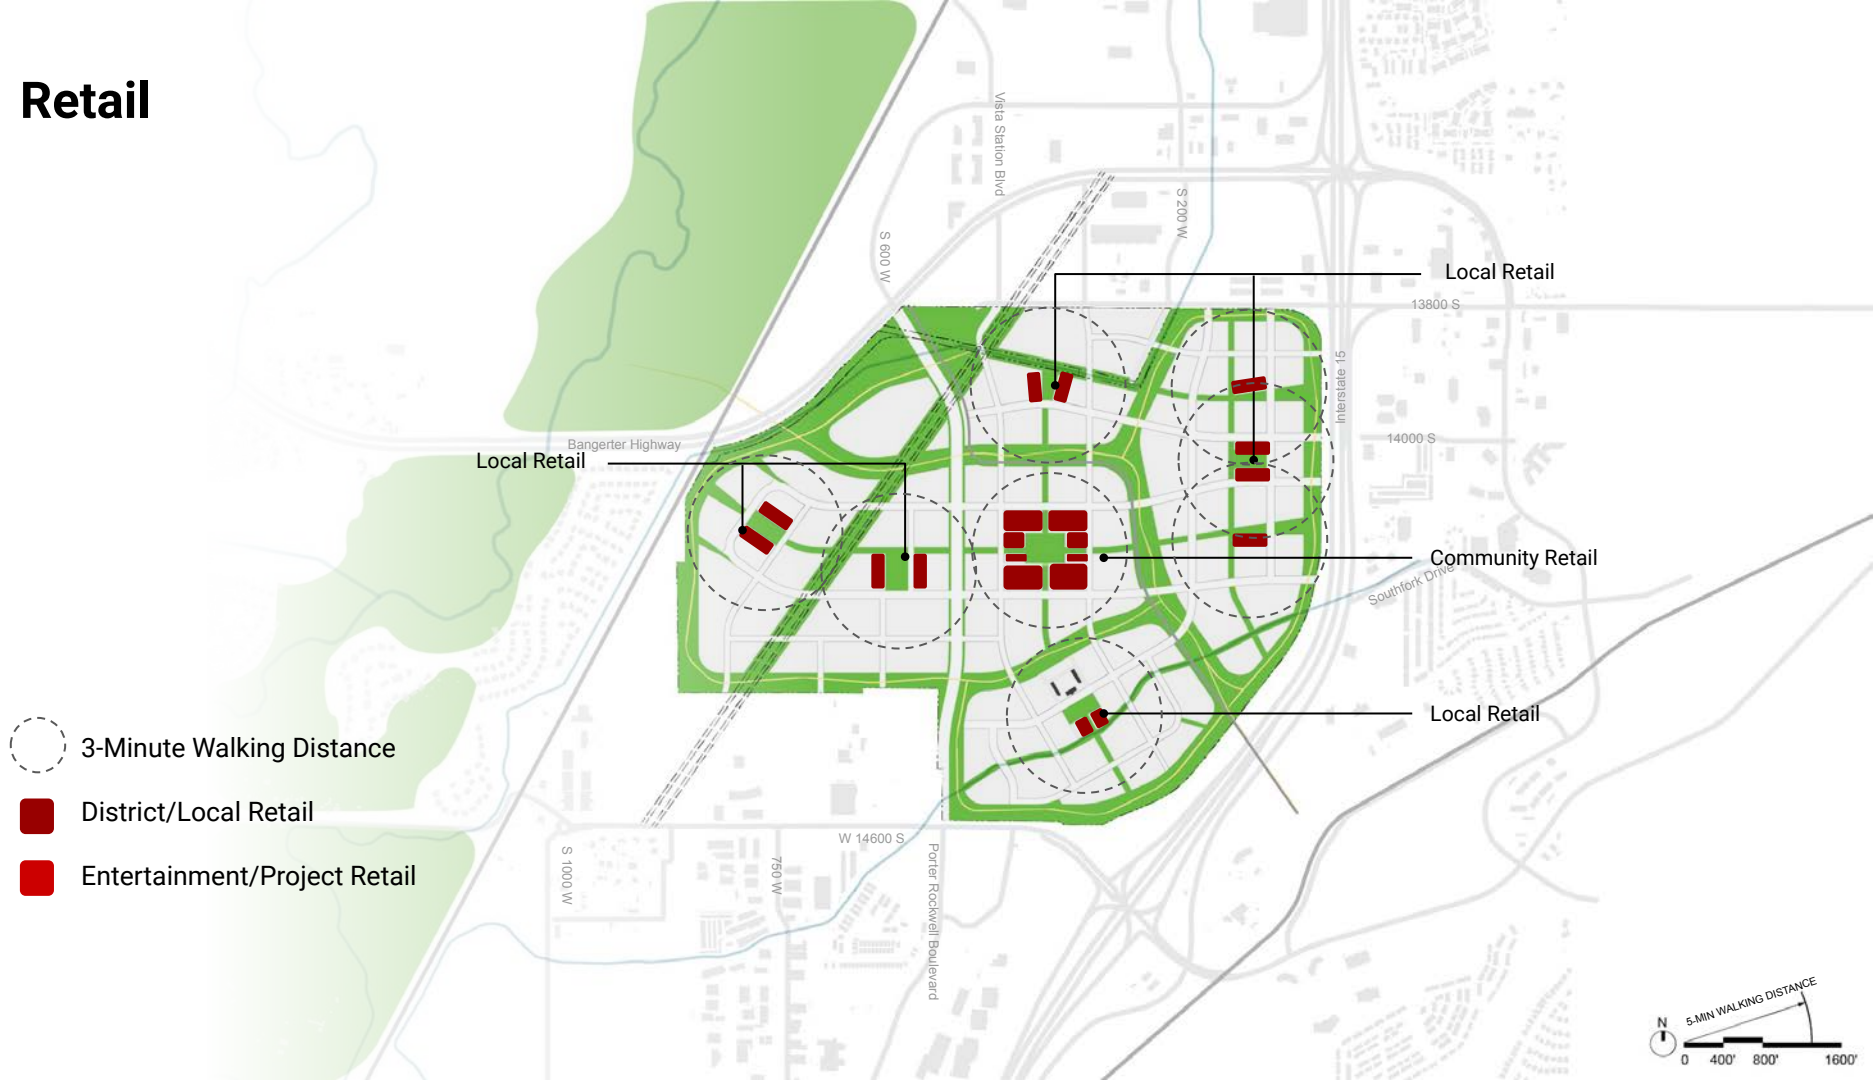 Retail
Vista Station Blvd
S 200 W
S 600 W
Local Retail
13800 S
Interstate 15
14000 S
Bangerter Highway
Local Retail
Community Retail
Southfork Drive
Local Retail
3-Minute Walking Distance
District/Local Retail
Entertainment/Project Retail
W 14600 S
S 1000 W
750 W
Porter Rockwell Boulevard
5-MIN WALKING DISTANCE
N
0 400' 800' 1600'